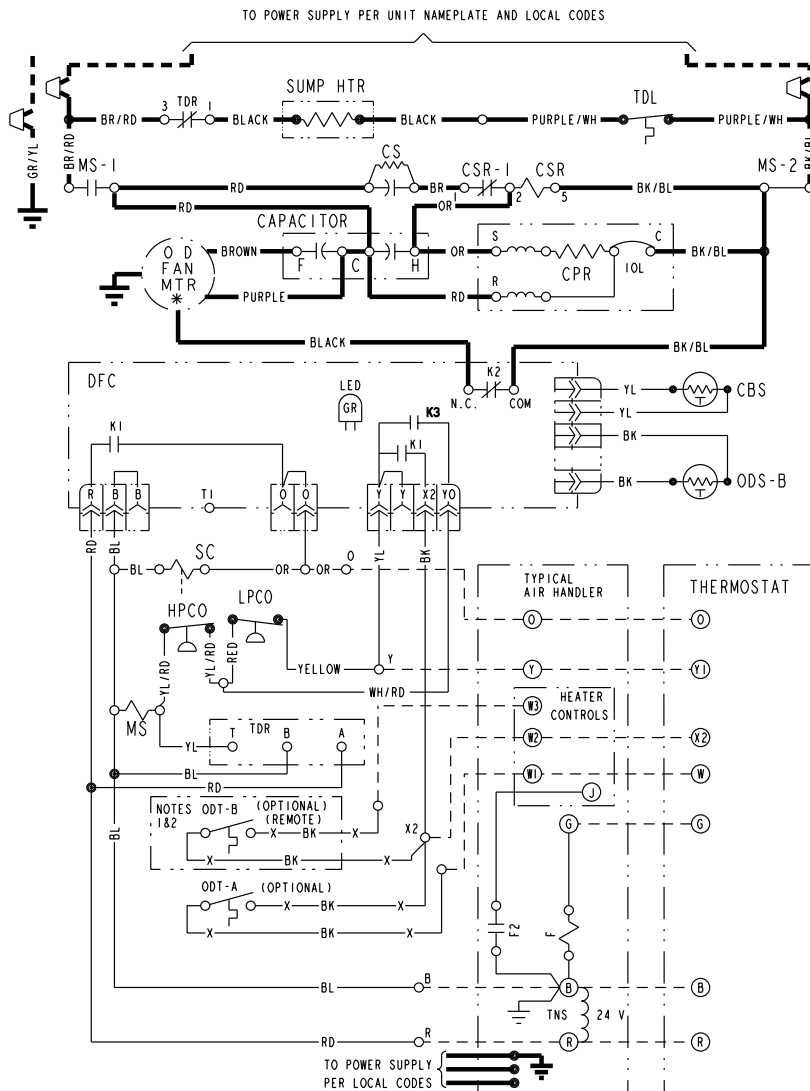 TO POWER SUPPLY PER UNIT NAMEPLATE AND LOCAL CODES
SUMP HTR
TDL
3 TDR 1
BR/RD
BLACK
BLACK
PURPLE/WH
PURPLE/WH
GR/YL
BR/RD
BK/BL
MS-1
CS
CSR-1
CSR
MS-2
RD
BR
1
2
5
BK/BL
RD
OR
CAPACITOR
O D
FAN
MTR
*
BROWN
F
C
H
OR
S
CPR
IOL
C
BK/BL
PURPLE
RD
R
BLACK
BK/BL
DFC
LED
GR
K2
N.C.
COM
YL
CBS
YL
K3
K1
K1
BK
BK
ODS-B
R
B
B
T1
O
O
Y
Y
X2
YO
RD
BL
YL
BK
SC
BL
OR
OR
O
TYPICAL
AIR HANDLER
THERMOSTAT
HPCO
LPCO
O
O
YL/RD
YL/RD
RED
YELLOW
Y
Y
Y1
WH/RD
HEATER
CONTROLS
W3
MS
TDR
T
B
A
YL
W2
X2
BL
W1
W
RD
J
NOTES
1&2
ODT-B
(OPTIONAL)
(REMOTE)
X
BK
X
X2
G
G
BL
X
BK
X
ODT-A
(OPTIONAL)
X
BK
X
X
BK
X
F2
F
BL
B
B
B
TNS
24 V
RD
R
R
R
TO POWER SUPPLY
PER LOCAL CODES